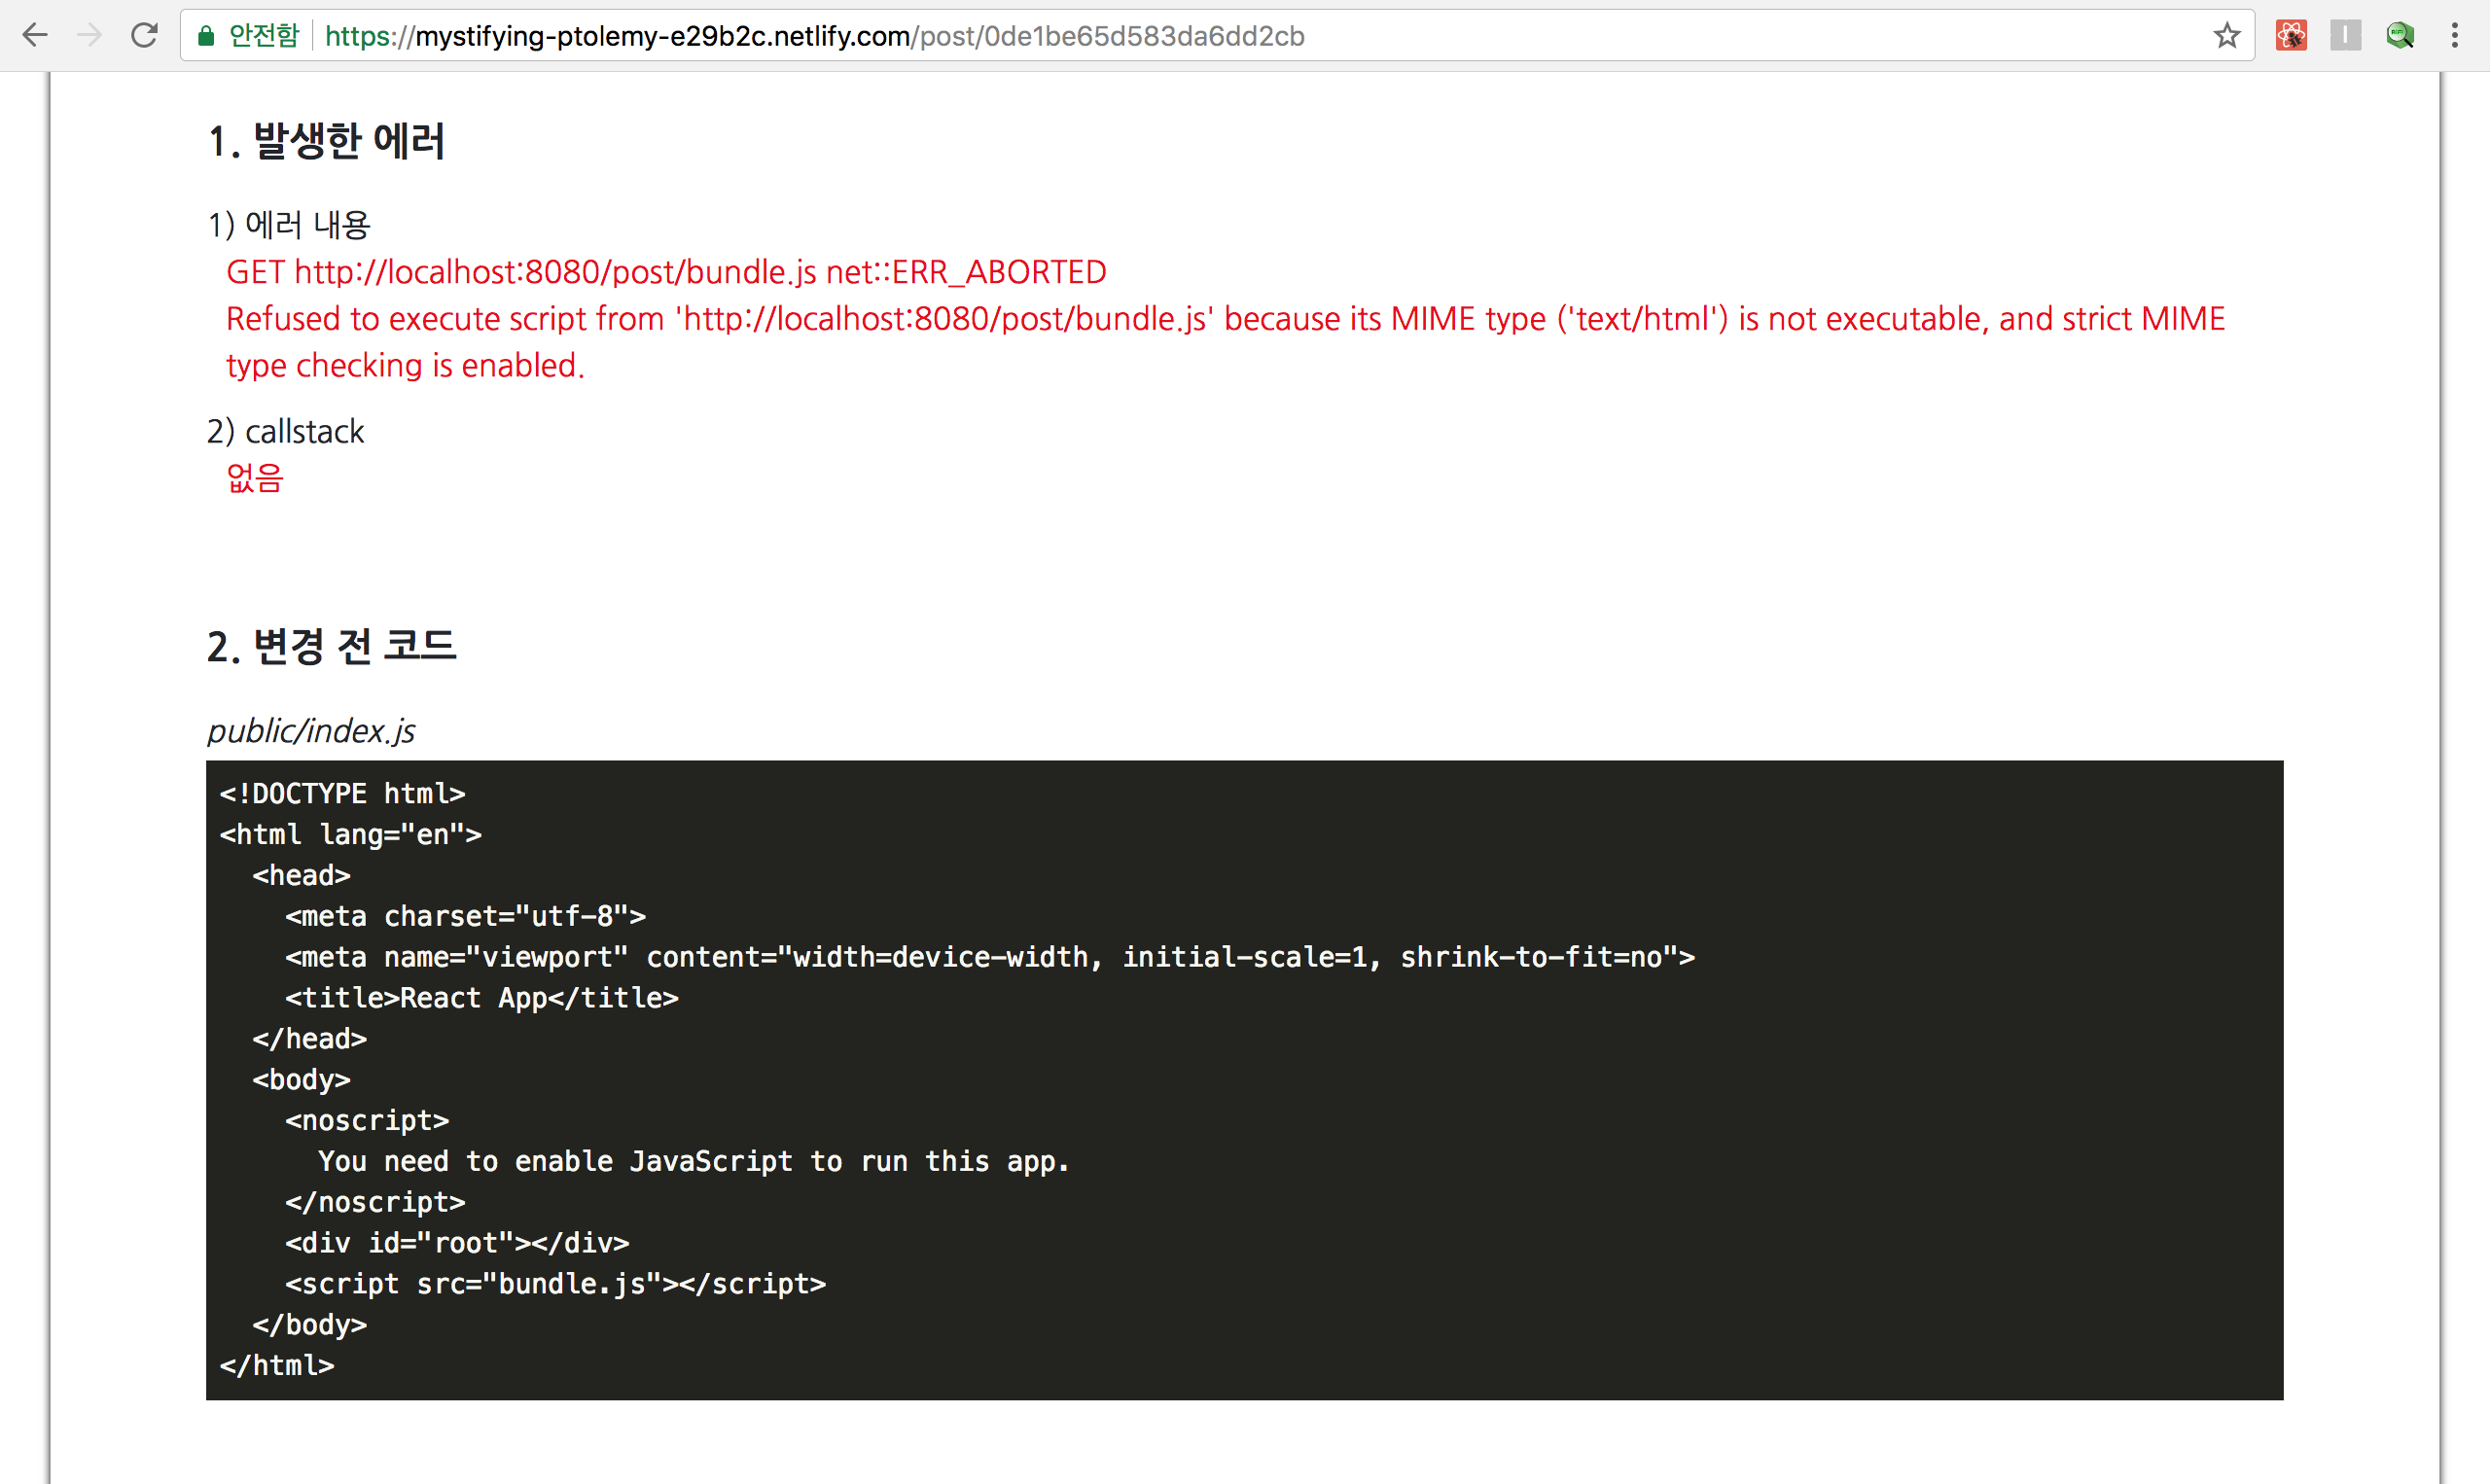 안전함 https://mystifying-ptolemy-e29b2c.netlify.com/post/0de1be65d583da6dd2cb
1. 발생한 에러
1) 에러 내용
GET http://localhost:8080/post/bundle.js net::ERR_ABORTED
Refused to execute script from 'http://localhost:8080/post/bundle.js' because its MIME type ('text/html') is not executable, and strict MIME
type checking is enabled.
2) callstack
없음
2. 변경 전 코드
public/index.js
<!DOCTYPE html>
<html lang="en">
  <head>
    <meta charset="utf-8">
    <meta name="viewport" content="width=device-width, initial-scale=1, shrink-to-fit=no">
    <title>React App</title>
  </head>
  <body>
    <noscript>
      You need to enable JavaScript to run this app.
    </noscript>
    <div id="root"></div>
    <script src="bundle.js"></script>
  </body>
</html>